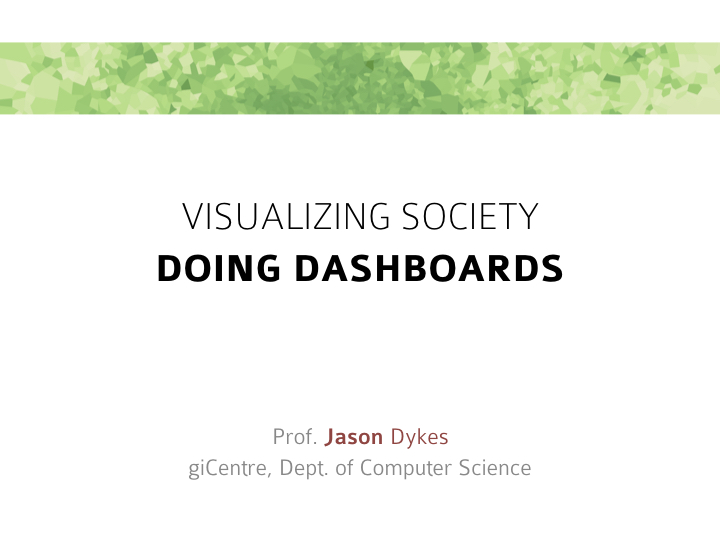 VISUALIZING SOCIETY
DOING DASHBOARDS
Prof. Jason Dykes
giCentre, Dept. of Computer Science